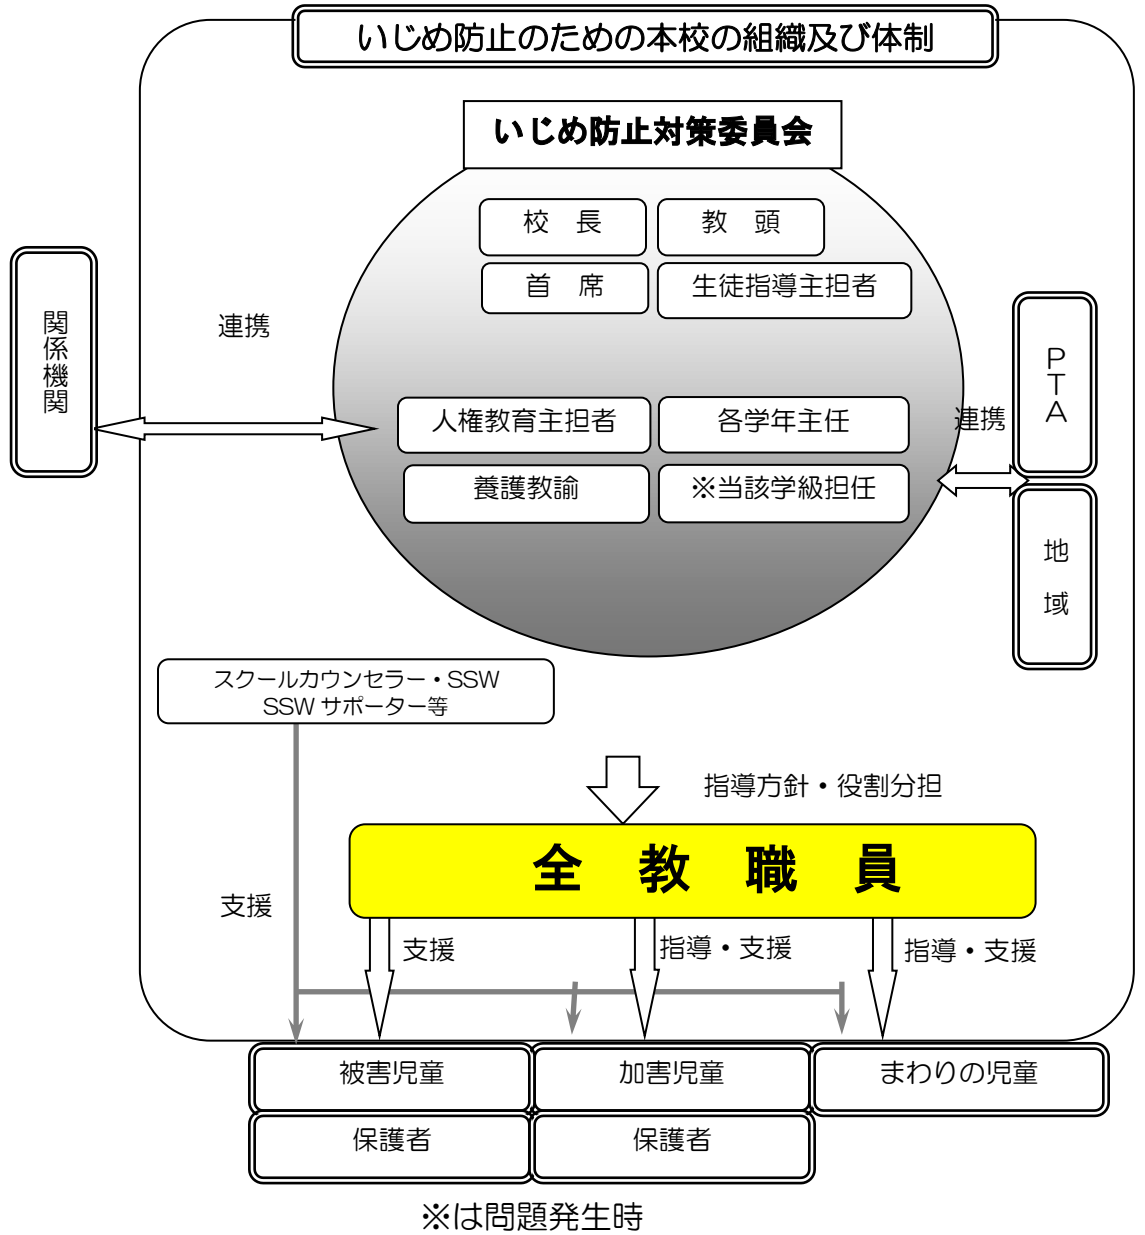 いじめ防止のための本校の組織及び体制
いじめ防止対策委員会
校　長
教　頭
首　席
生徒指導主担者
関係機関
連携
人権教育主担者
各学年主任
養護教諭
※当該学級担任
連携
PTA
地域
スクールカウンセラー・SSW
SSWサポーター等
指導方針・役割分担
全　教　職　員
支援
支援
指導・支援
指導・支援
被害児童
加害児童
まわりの児童
保護者
保護者
※は問題発生時